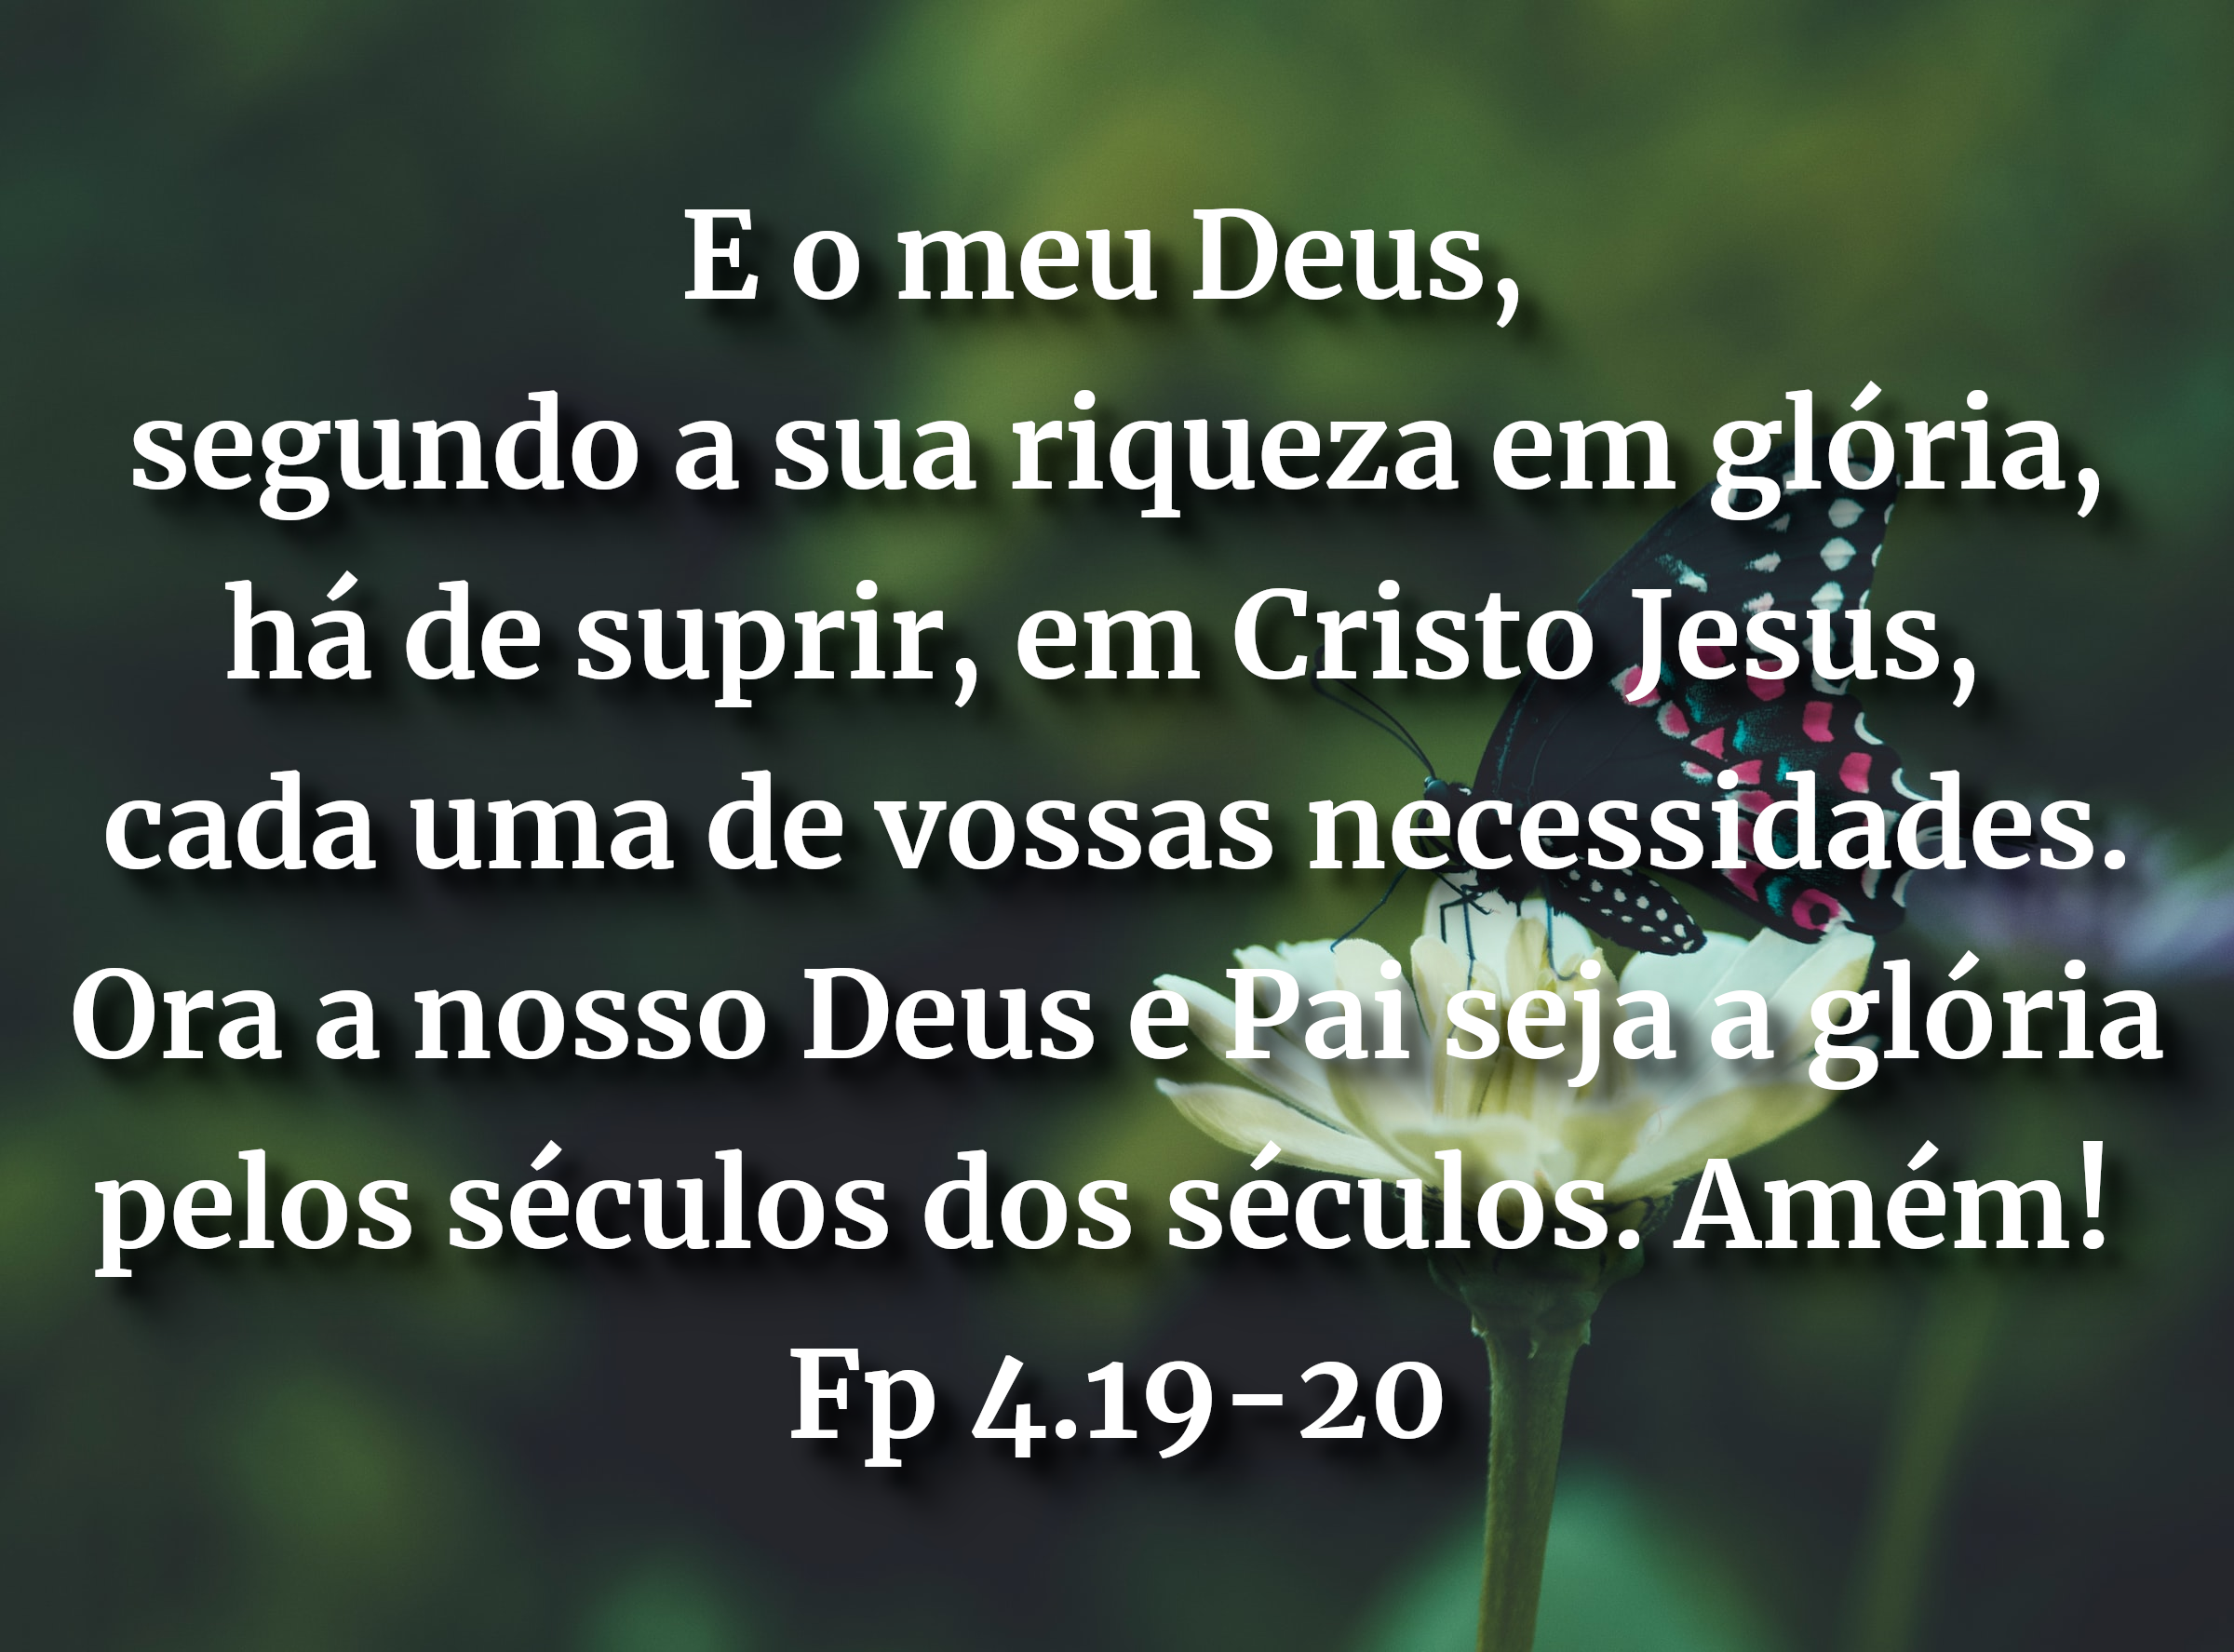 E o meu Deus,
segundo a sua riqueza em glória,
há de suprir, em Cristo Jesus,
cada uma de vossas necessidades.
Ora a nosso Deus e Pai seja a glória
pelos séculos dos séculos. Amém!
Fp 4.19-20